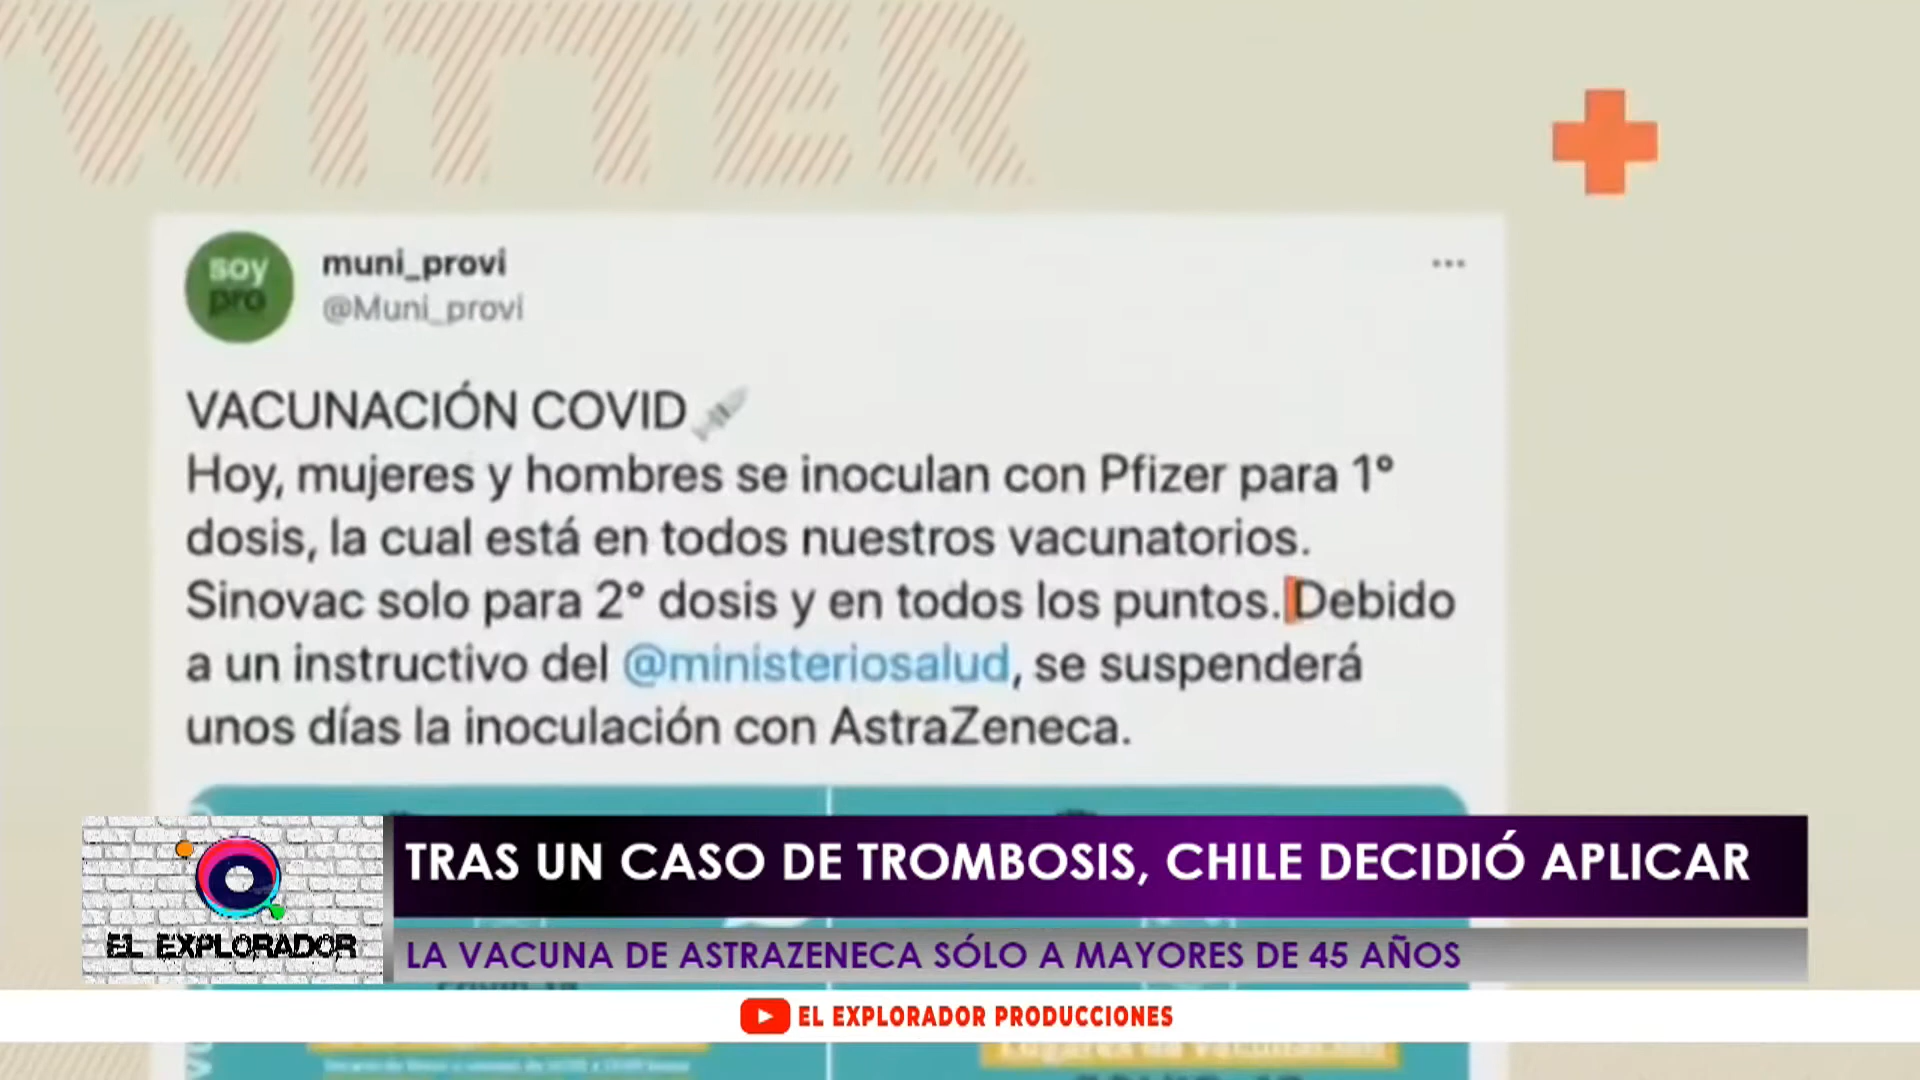 TWITTER
soy
pro
muni_provi
@Muni_provi
VACUNACIÓN COVID
Hoy, mujeres y hombres se inoculan con Pfizer para 1°
dosis, la cual está en todos nuestros vacunatorios.
Sinovac solo para 2° dosis y en todos los puntos. Debido
a un instructivo del @ministeriosalud, se suspenderá
unos días la inoculación con AstraZeneca.
TRAS UN CASO DE TROMBOSIS, CHILE DECIDIÓ APLICAR
EL EXPLORADOR
LA VACUNA DE ASTRAZENECA SÓLO A MAYORES DE 45 AÑOS
EL EXPLORADOR PRODUCCIONES